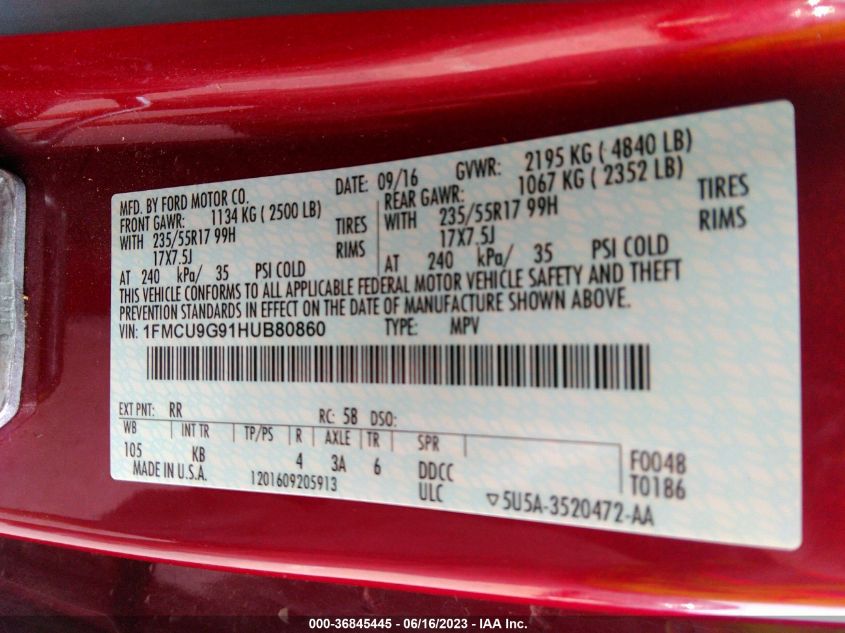 MFD. BY FORD MOTOR CO.
DATE: 09/16
GVWR: 2195 KG ( 4840 LB)
FRONT GAWR: 1134 KG ( 2500 LB)
REAR GAWR: 1067 KG ( 2352 LB)
WITH 235/55R17 99H TIRES
WITH 235/55R17 99H TIRES
17X7.5J RIMS
17X7.5J RIMS
AT 240 kPa/ 35 PSI COLD
AT 240 kPa/ 35 PSI COLD
THIS VEHICLE CONFORMS TO ALL APPLICABLE FEDERAL MOTOR VEHICLE SAFETY AND THEFT
PREVENTION STANDARDS IN EFFECT ON THE DATE OF MANUFACTURE SHOWN ABOVE.
VIN: 1FMCU9G91HUB80860 TYPE: MPV
EXT PNT: RR RC: 58 DSO:
WB INT TR TP/PS R AXLE TR SPR
105 KB 4 3A 6 DDCC F0048
MADE IN U.S.A. 1201609205913 ULC T0186
▽5U5A-3520472-AA
000-36845445 - 06/16/2023 - IAA Inc.